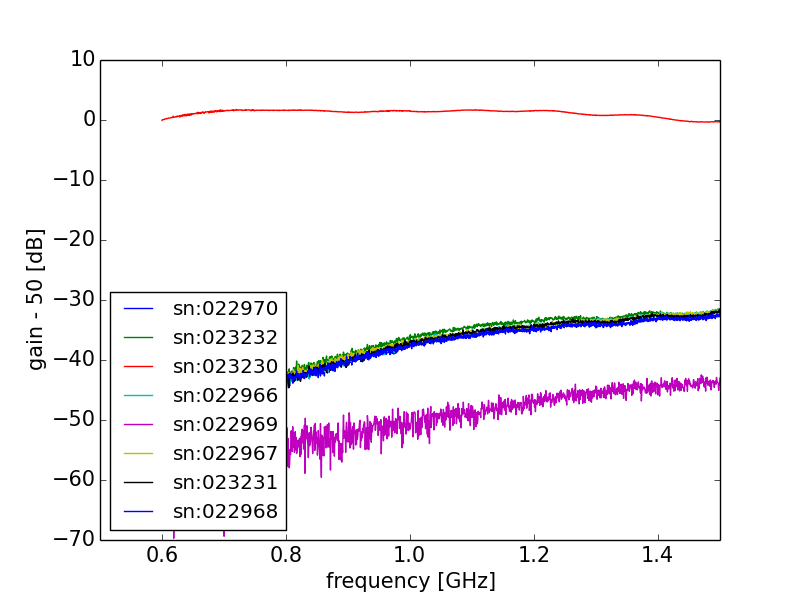 10
0
−10
−20
−30
−40
−50
−60
−70
gain - 50 [dB]
sn:022970
sn:023232
sn:023230
sn:022966
sn:022969
sn:022967
sn:023231
sn:022968
0.6 0.8 1.0 1.2 1.4
frequency [GHz]